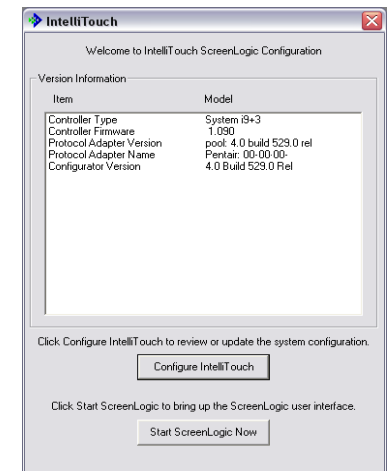 IntelliTouch
Welcome to IntelliTouch ScreenLogic Configuration
Version Information
Item Model
Controller Type System i9+3
Controller Firmware 1.090
Protocol Adapter Version pool: 4.0 build 529.0 rel
Protocol Adapter Name Pentair: 00-00-00-
Configurator Version 4.0 Build 529.0 Rel
Click Configure IntelliTouch to review or update the system configuration.
Configure IntelliTouch
Click Start ScreenLogic to bring up the ScreenLogic user interface.
Start ScreenLogic Now